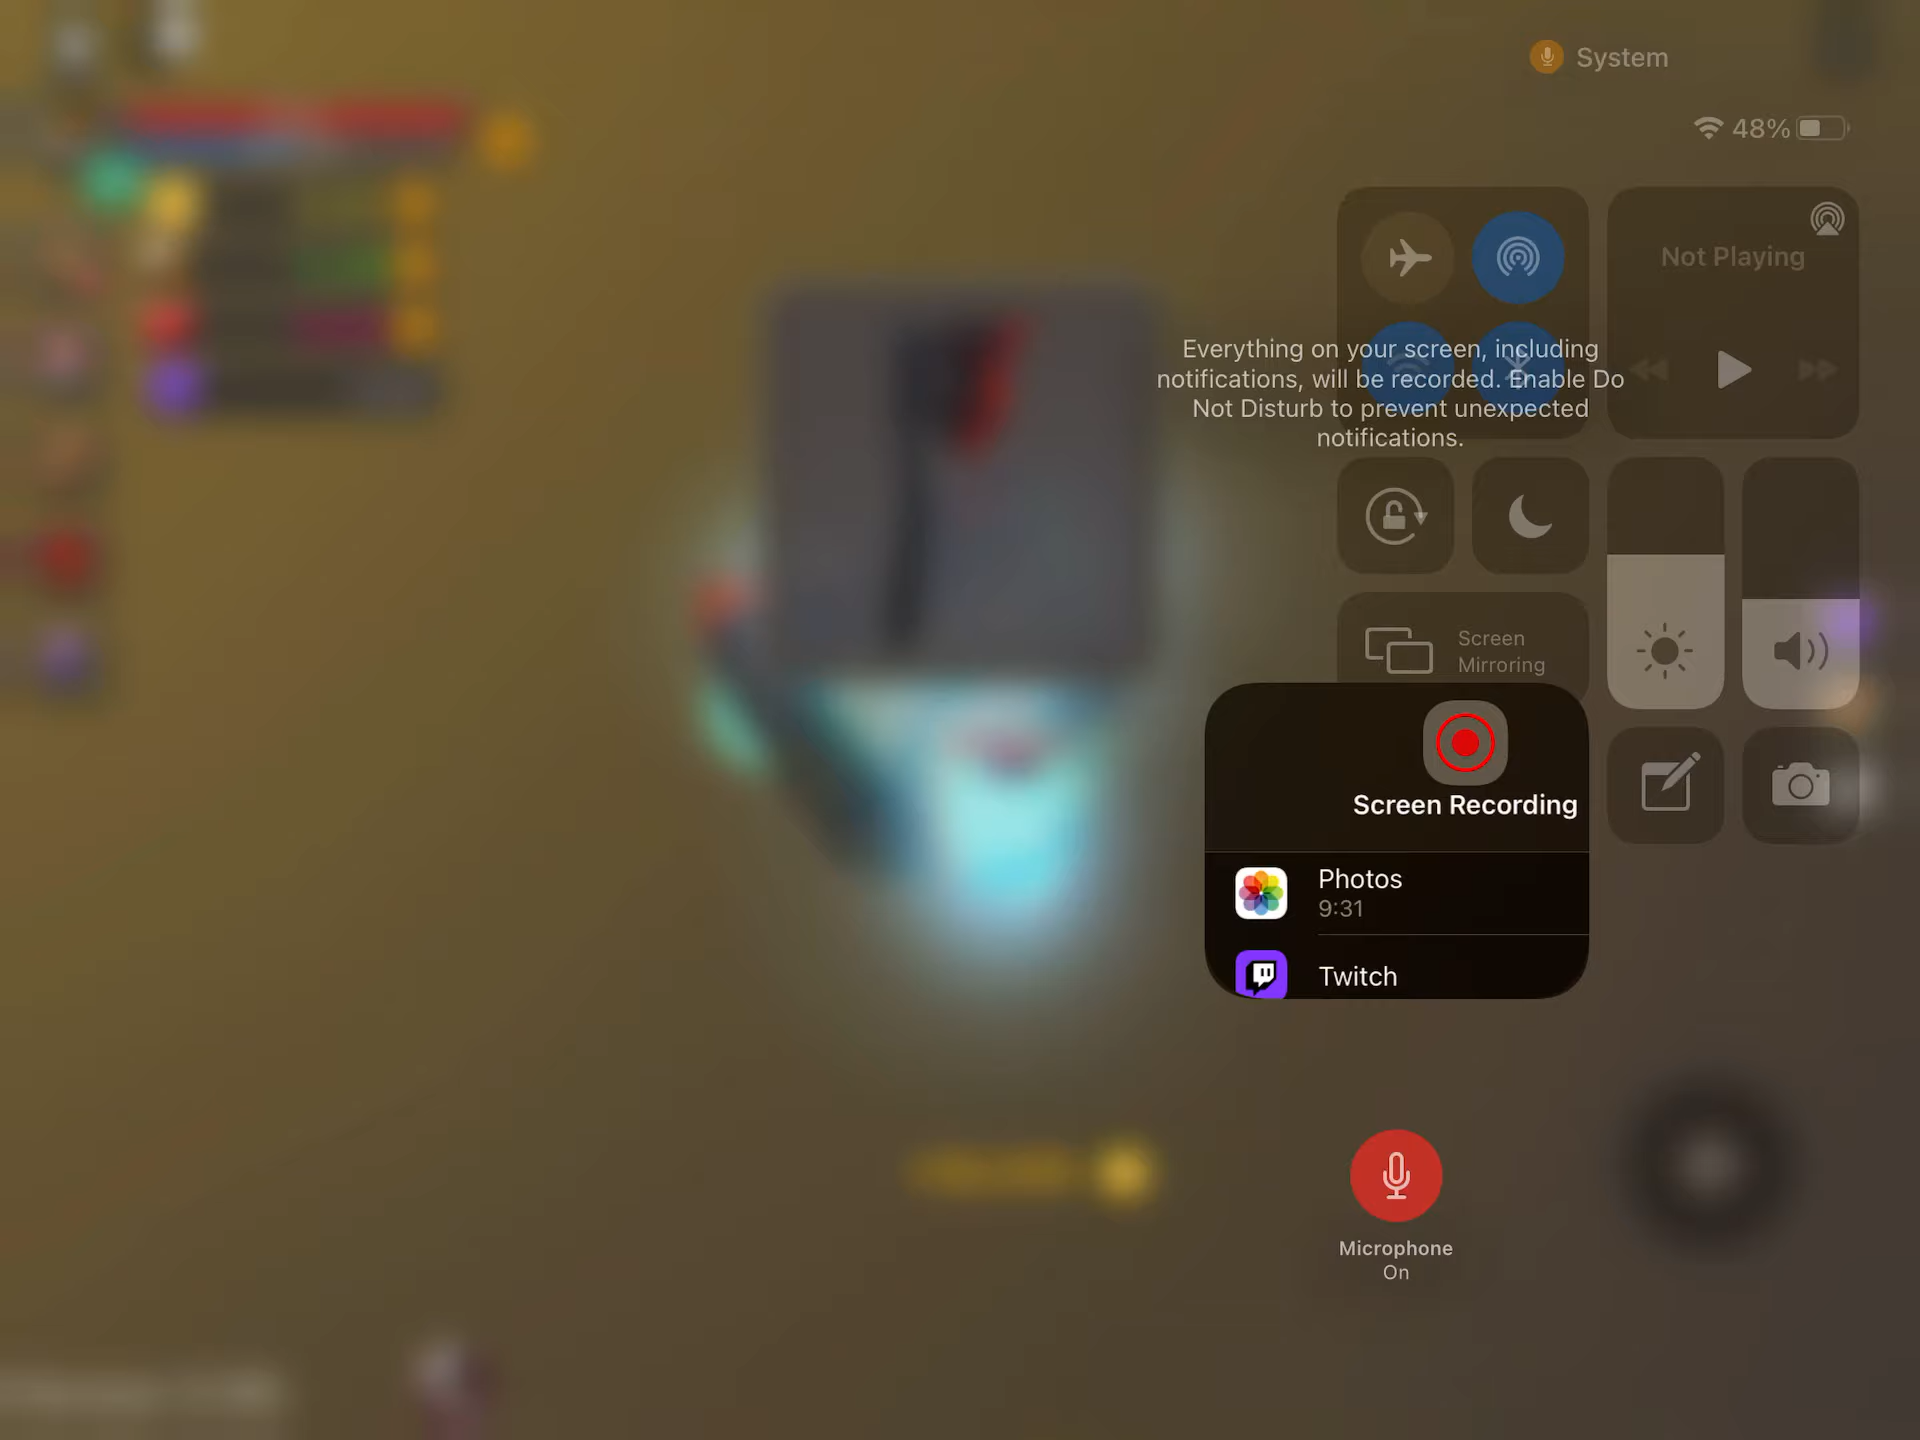 System
48%
Not Playing
Everything on your screen, including
notifications, will be recorded. Enable Do
Not Disturb to prevent unexpected
notifications.
Screen
Mirroring
Screen Recording
Photos
9:31
Twitch
Microphone
On